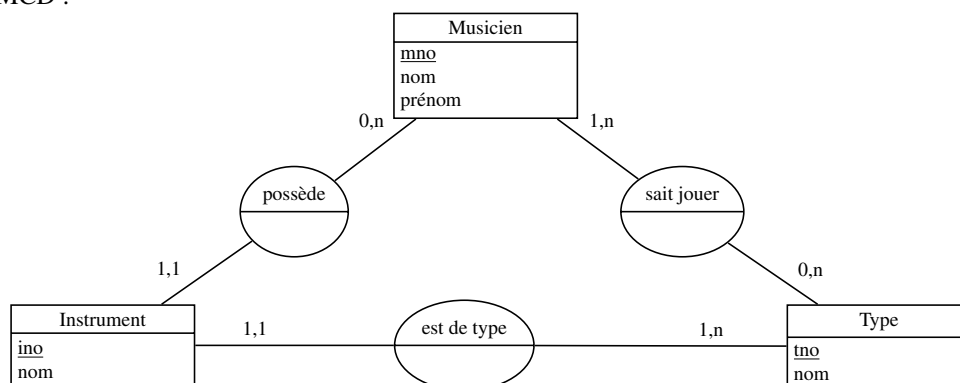 MCD :
Musicien
mno
nom
prénom
0,n
1,n
possède
sait jouer
1,1
0,n
Instrument
1,1
est de type
1,n
Type
ino
nom
tno
nom